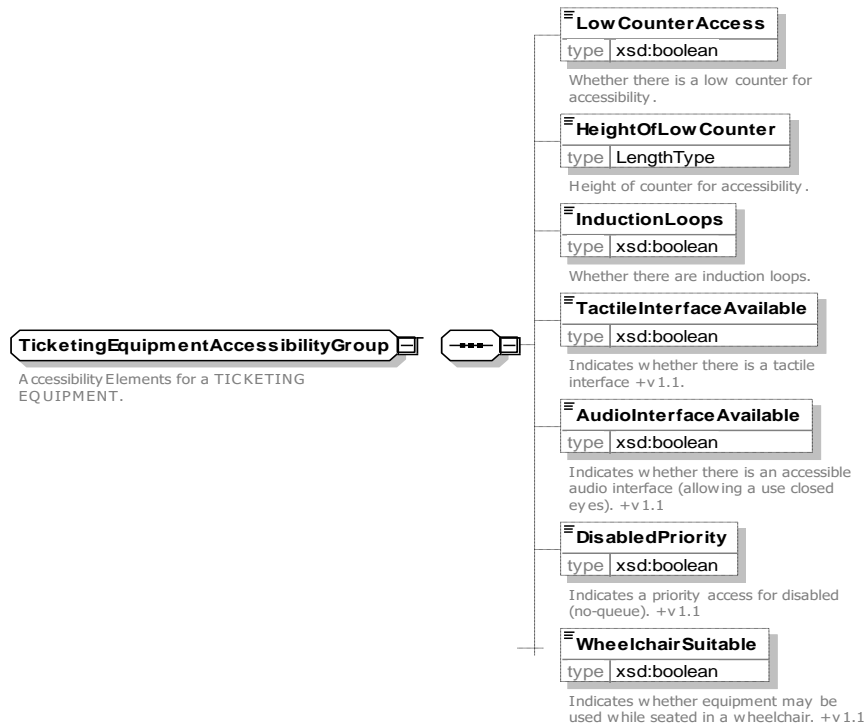 LowCounterAccess
type xsd:boolean
Whether there is a low counter for
accessibility.
HeightOfLowCounter
type LengthType
Height of counter for accessibility.
InductionLoops
type xsd:boolean
Whether there are induction loops.
TactileInterfaceAvailable
type xsd:boolean
Indicates whether there is a tactile
interface +v1.1.
TicketingEquipmentAccessibilityGroup
Accessibility Elements for a TICKETING
EQUIPMENT.
AudioInterfaceAvailable
type xsd:boolean
Indicates whether there is an accessible
audio interface (allowing a use closed
eyes). +v1.1
DisabledPriority
type xsd:boolean
Indicates a priority access for disabled
(no-queue). +v1.1
WheelchairSuitable
type xsd:boolean
Indicates whether equipment may be
used while seated in a wheelchair. +v1.1